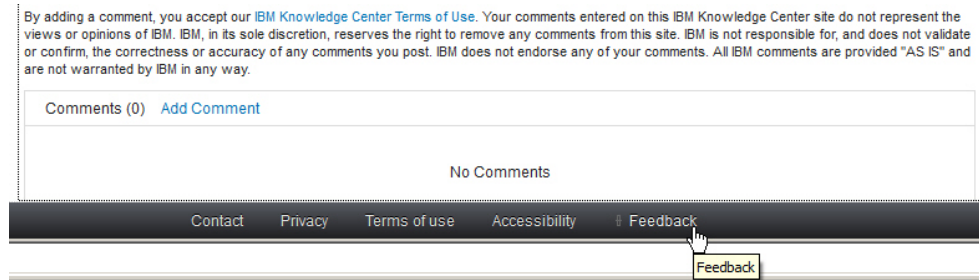 By adding a comment, you accept our IBM Knowledge Center Terms of Use. Your comments entered on this IBM Knowledge Center site do not represent the
views or opinions of IBM. IBM, in its sole discretion, reserves the right to remove any comments from this site. IBM is not responsible for, and does not validate
or confirm, the correctness or accuracy of any comments you post. IBM does not endorse any of your comments. All IBM comments are provided "AS IS" and
are not warranted by IBM in any way.
Comments (0) Add Comment
No Comments
Contact Privacy Terms of use Accessibility Feedback
Feedback